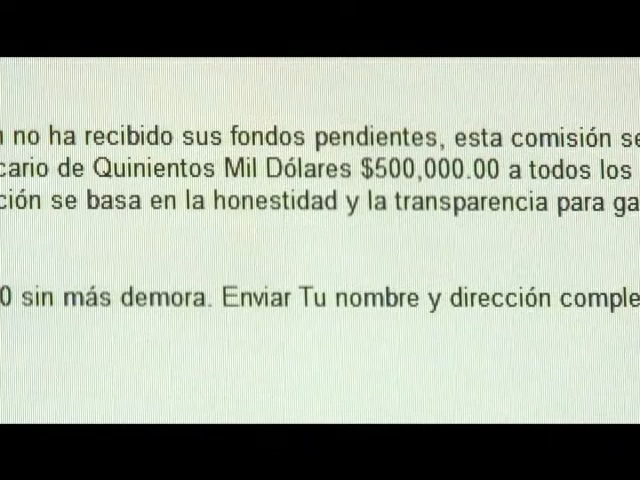 no ha recibido sus fondos pendientes, esta comisión se
cario de Quinientos Mil Dólares $500,000.00 a todos los
ción se basa en la honestidad y la transparencia para ga
0 sin más demora. Enviar Tu nombre y dirección comple